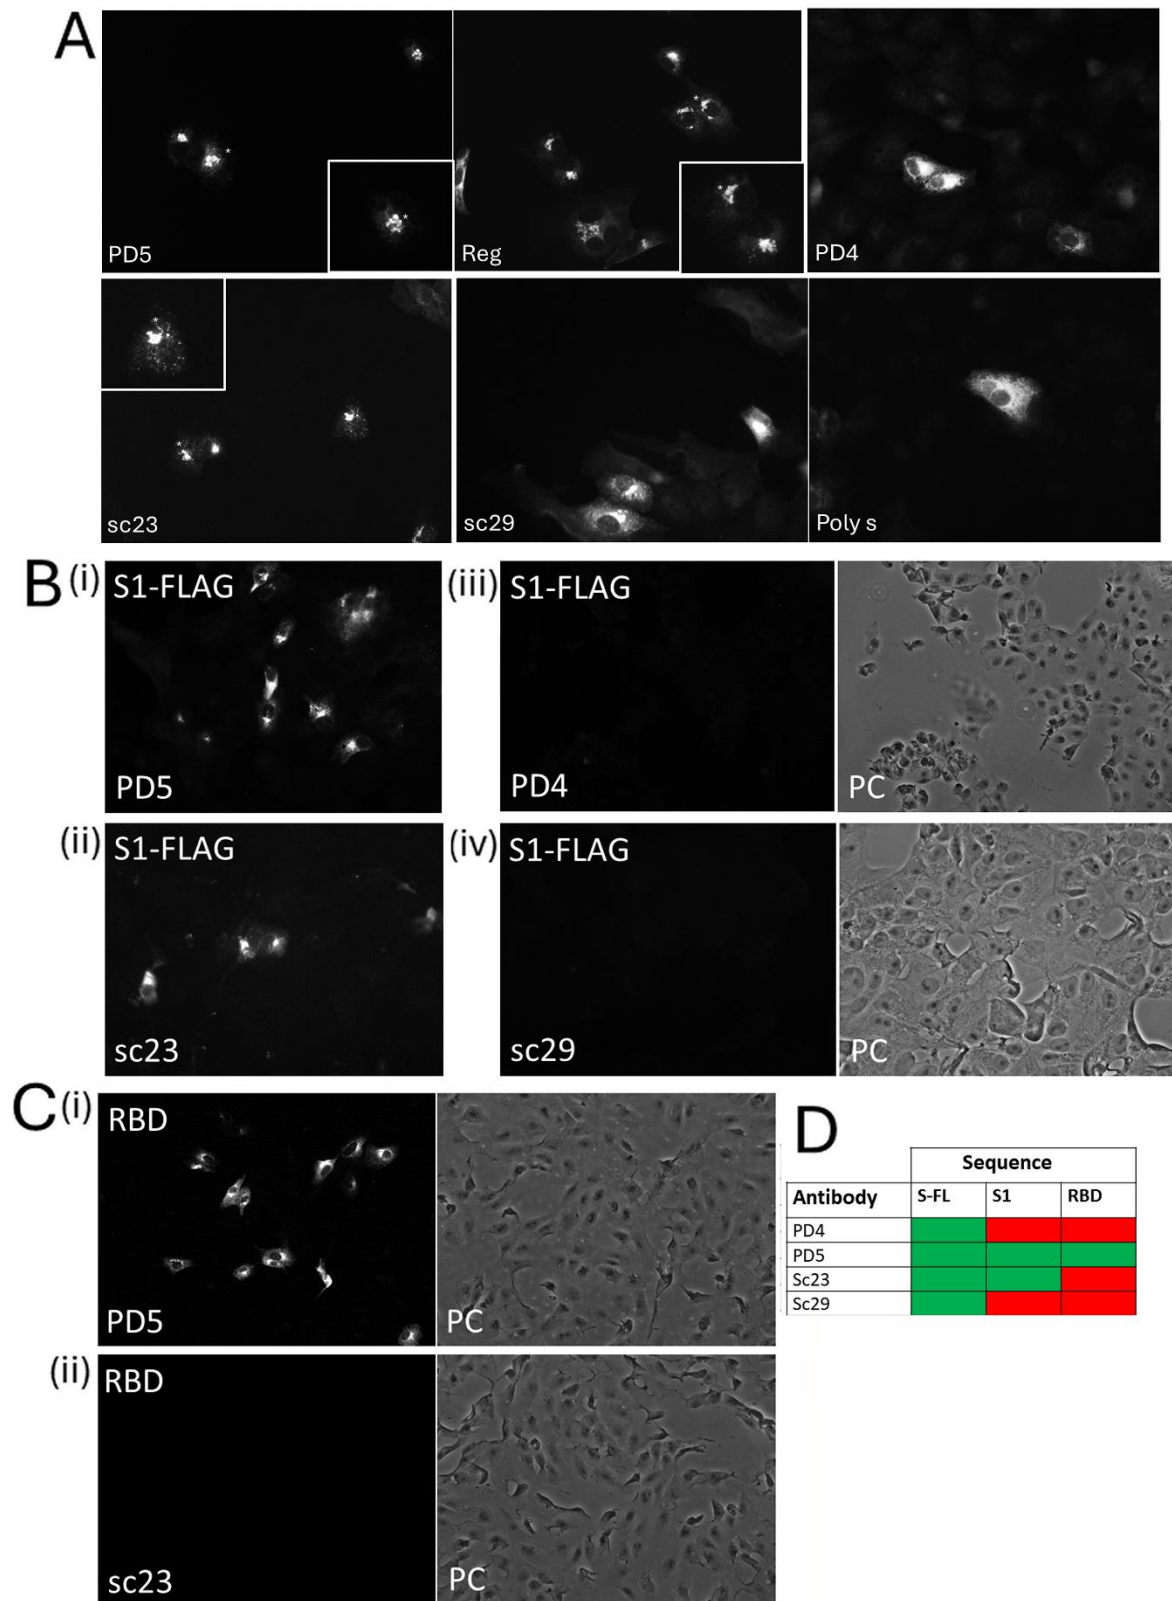 A
PD5
Reg
PD4
sc23
sc29
Poly s
B (i) S1-FLAG
PD5
(iii) S1-FLAG
PD4
PC
(ii) S1-FLAG
sc23
(iv) S1-FLAG
sc29
PC
C (i) RBD
PD5
PC
(ii) RBD
sc23
PC
D
Sequence
Antibody S-FL S1 RBD
PD4
PD5
Sc23
Sc29